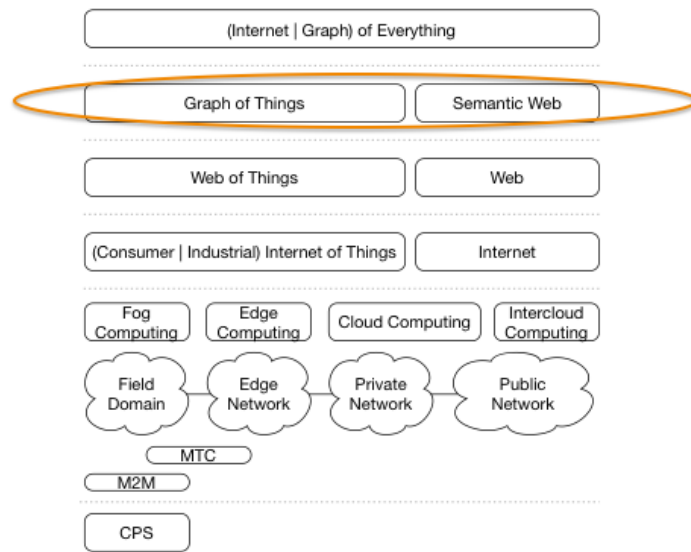 (Internet | Graph) of Everything
Graph of Things
Semantic Web
Web of Things
Web
(Consumer | Industrial) Internet of Things
Internet
Fog
Computing
Edge
Computing
Cloud Computing
Intercloud
Computing
Field
Domain
Edge
Network
Private
Network
Public
Network
MTC
M2M
CPS